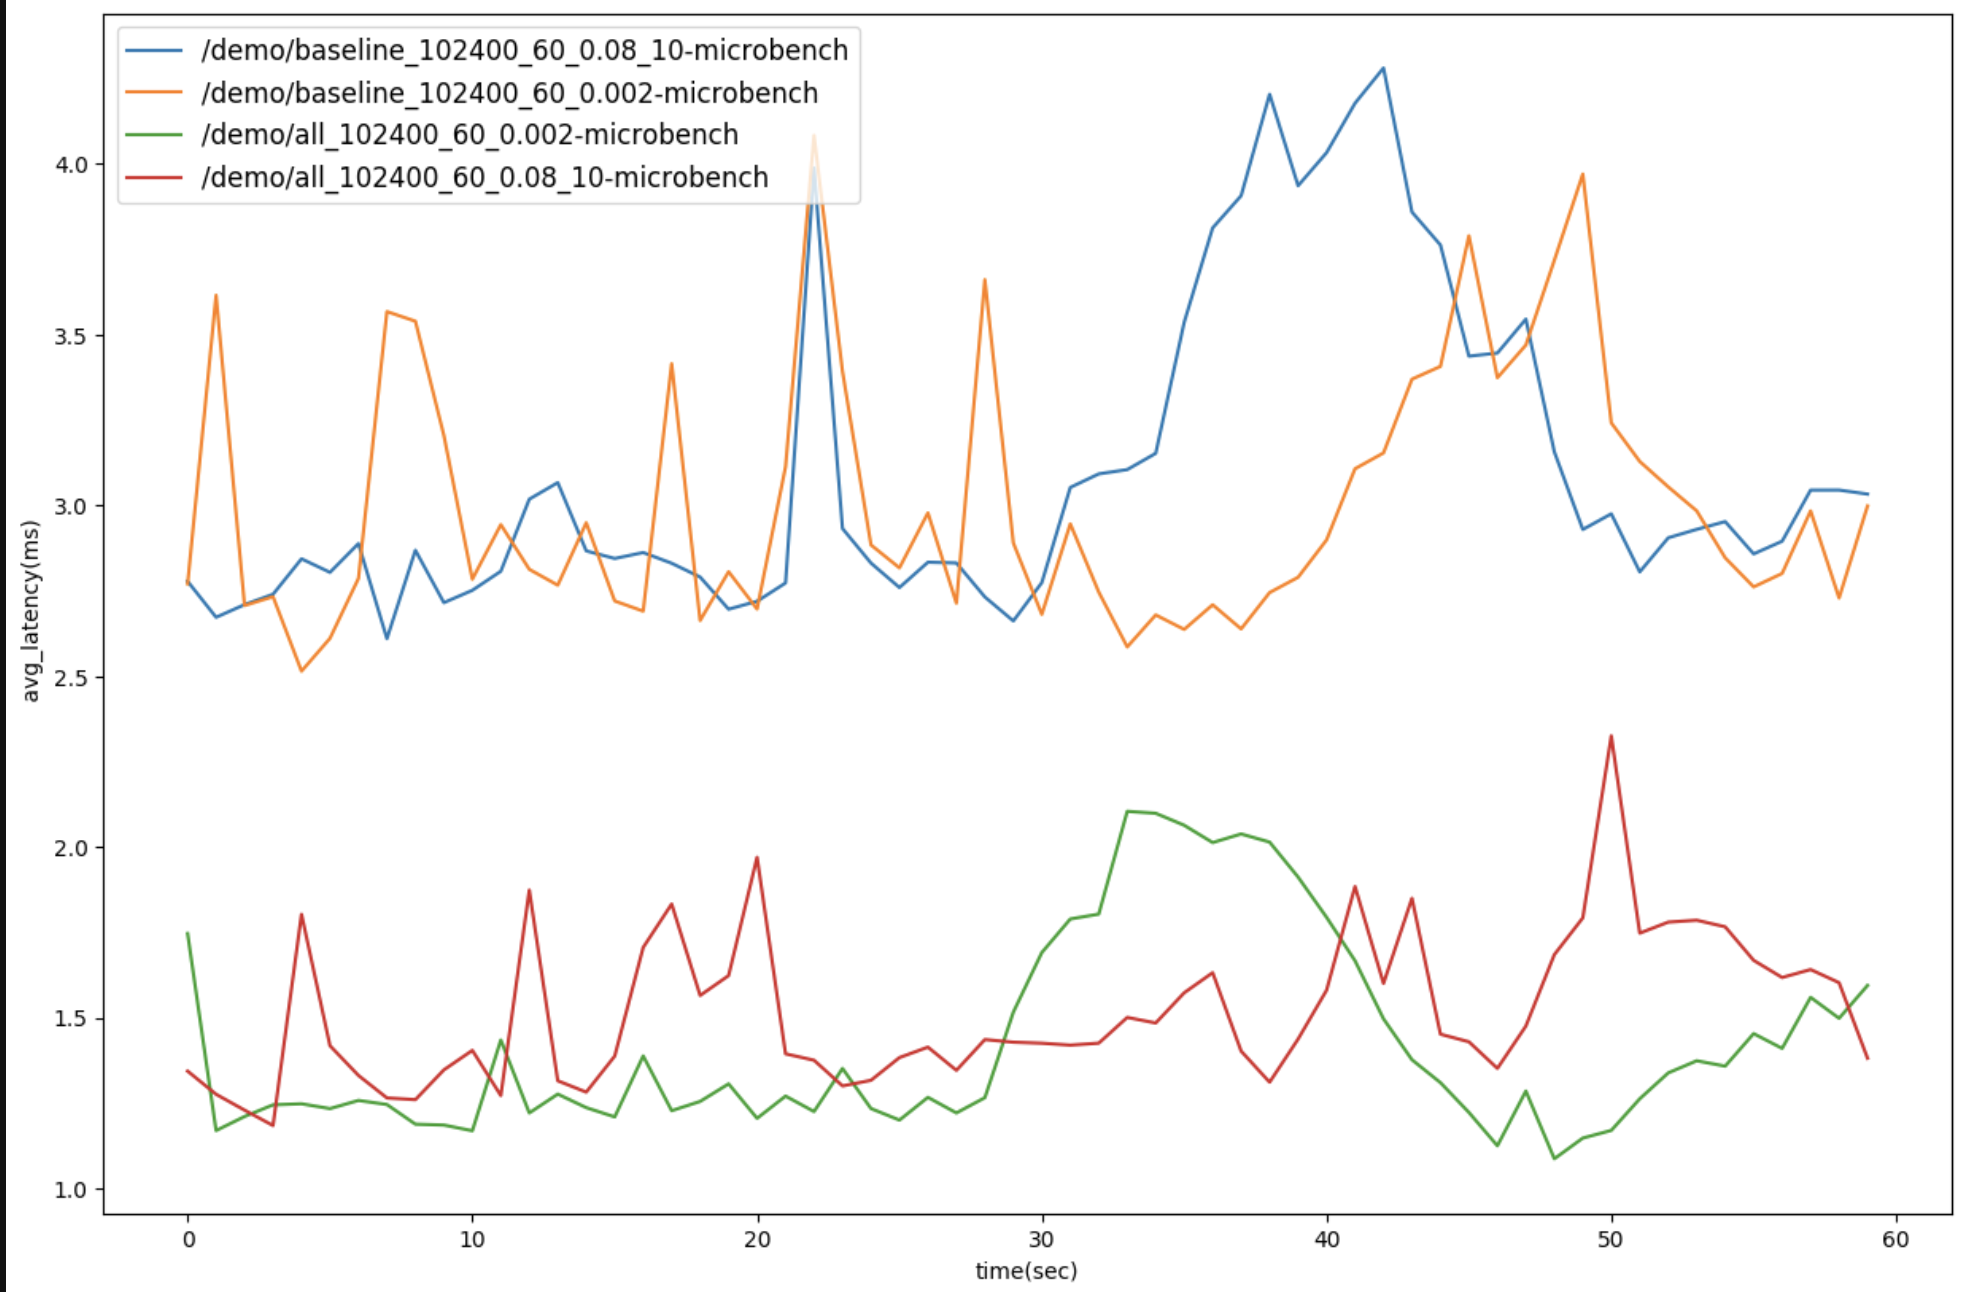 /demo/baseline_102400_60_0.08_10-microbench
/demo/baseline_102400_60_0.002-microbench
/demo/all_102400_60_0.002-microbench
/demo/all_102400_60_0.08_10-microbench
4.0
3.5
3.0
2.5
2.0
1.5
1.0
avg_latency(ms)
0 10 20 30 40 50 60
time(sec)